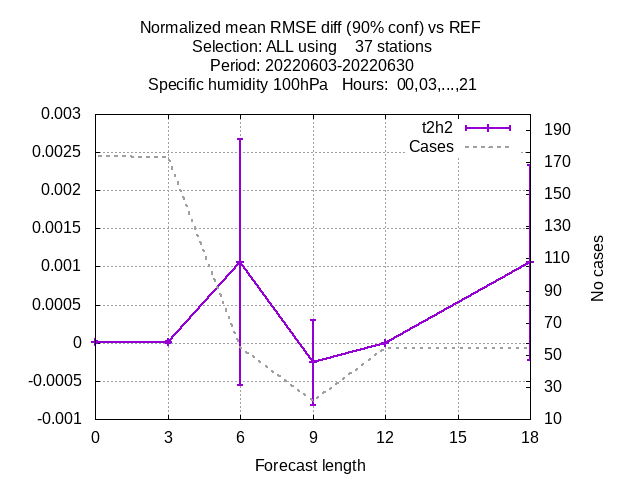 Normalized mean RMSE diff (90% conf) vs REF
Selection: ALL using    37 stations
Period: 20220603-20220630
Specific humidity 100hPa   Hours:  00,03,...,21
t2h2
Cases
0.003
0.0025
0.002
0.0015
0.001
0.0005
0
-0.0005
-0.001
190
170
150
130
110
90
70
50
30
10
No cases
0 3 6 9 12 15 18
Forecast length